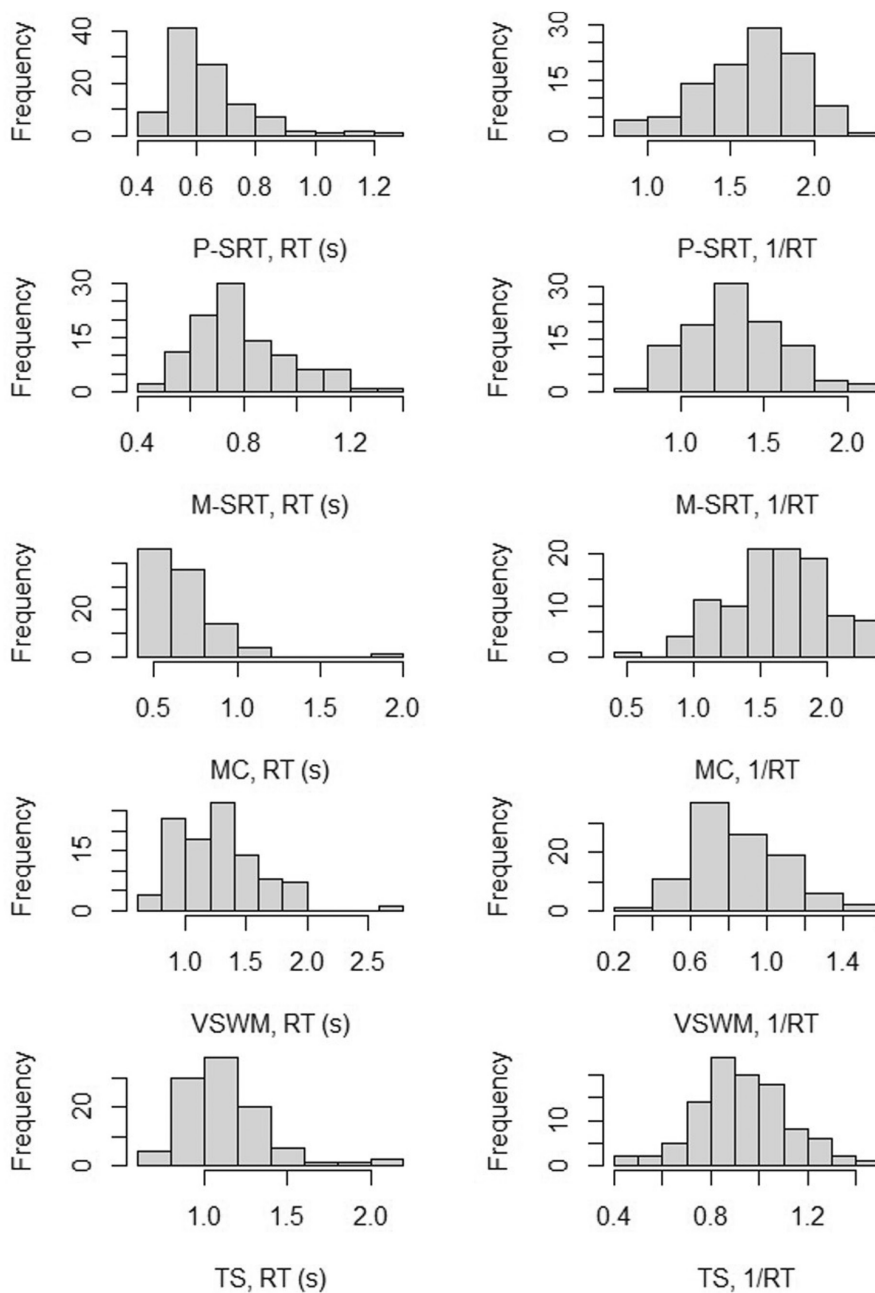 Frequency
0 20 40
0.4 0.6 0.8 1.0 1.2
P-SRT, RT (s)
Frequency
0 15 30
1.0 1.5 2.0
P-SRT, 1/RT
Frequency
0 15 30
0.4 0.8 1.2
M-SRT, RT (s)
Frequency
0 15 30
1.0 1.5 2.0
M-SRT, 1/RT
Frequency
0 20
0.5 1.0 1.5 2.0
MC, RT (s)
Frequency
0 10 20
0.5 1.0 1.5 2.0
MC, 1/RT
Frequency
0 15
1.0 1.5 2.0 2.5
VSWM, RT (s)
Frequency
0 20
0.2 0.6 1.0 1.4
VSWM, 1/RT
Frequency
0 20
1.0 1.5 2.0
TS, RT (s)
Frequency
0 10
0.4 0.8 1.2
TS, 1/RT